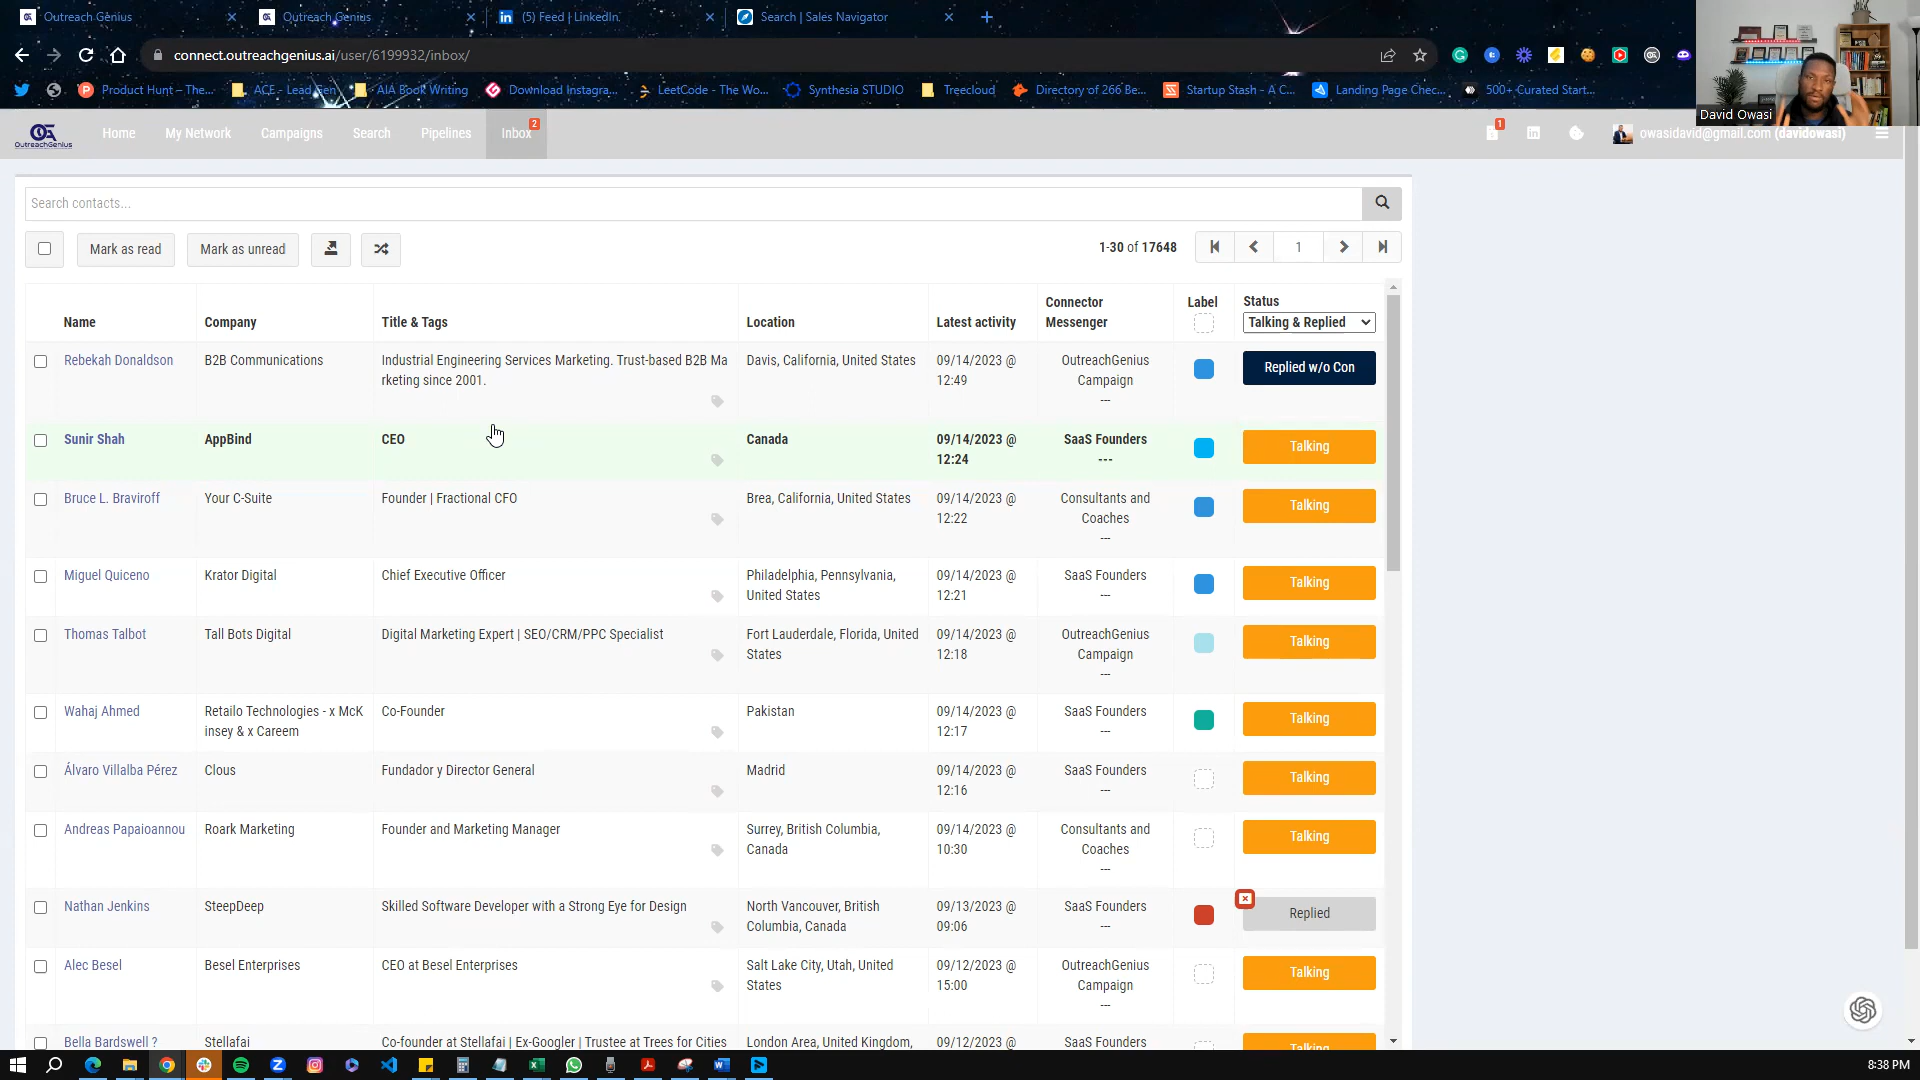 Outreach Genius
Outreach Genius
(5) Feed | LinkedIn
Search | Sales Navigator
connect.outreachgenius.ai/user/6199932/inbox/
Product Hunt – The...
ACE - Lead Gen
AIA Book Writing
Download Instagra...
LeetCode - The Wo...
Synthesia STUDIO
Treecloud
Directory of 266 Be...
Startup Stash - A C...
Landing Page Chec...
500+ Curated Start...
David Owasi
OutreachGenius
Home
My Network
Campaigns
Search
Pipelines
Inbox
2
1
owasidavid@gmail.com (davidowasi)
Search contacts...
Mark as read
Mark as unread
1-30 of 17648
1
Name
Company
Title & Tags
Location
Latest activity
Connector
Messenger
Label
Status
Talking & Replied
Rebekah Donaldson
B2B Communications
Industrial Engineering Services Marketing. Trust-based B2B Ma
rketing since 2001.
Davis, California, United States
09/14/2023 @
12:49
OutreachGenius
Campaign
---
Replied w/o Con
Sunir Shah
AppBind
CEO
Canada
09/14/2023 @
12:24
SaaS Founders
---
Talking
Bruce L. Braviroff
Your C-Suite
Founder | Fractional CFO
Brea, California, United States
09/14/2023 @
12:22
Consultants and
Coaches
---
Talking
Miguel Quiceno
Krator Digital
Chief Executive Officer
Philadelphia, Pennsylvania,
United States
09/14/2023 @
12:21
SaaS Founders
---
Talking
Thomas Talbot
Tall Bots Digital
Digital Marketing Expert | SEO/CRM/PPC Specialist
Fort Lauderdale, Florida, United
States
09/14/2023 @
12:18
OutreachGenius
Campaign
---
Talking
Wahaj Ahmed
Retailo Technologies - x McK
insey & x Careem
Co-Founder
Pakistan
09/14/2023 @
12:17
SaaS Founders
---
Talking
Álvaro Villalba Pérez
Clous
Fundador y Director General
Madrid
09/14/2023 @
12:16
SaaS Founders
---
Talking
Andreas Papaioannou
Roark Marketing
Founder and Marketing Manager
Surrey, British Columbia,
Canada
09/14/2023 @
10:30
Consultants and
Coaches
---
Talking
Nathan Jenkins
SteepDeep
Skilled Software Developer with a Strong Eye for Design
North Vancouver, British
Columbia, Canada
09/13/2023 @
09:06
SaaS Founders
---
Replied
Alec Besel
Besel Enterprises
CEO at Besel Enterprises
Salt Lake City, Utah, United
States
09/12/2023 @
15:00
OutreachGenius
Campaign
---
Talking
Bella Bardswell ?
Stellafai
Co-founder at Stellafai | Ex-Googler | Trustee at Trees for Cities
London Area, United Kingdom,
09/12/2023 @
SaaS Founders
Talking
8:38 PM